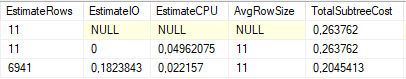 EstimateRows EstimateIO EstimateCPU AvgRowSize TotalSubtreeCost
11 NULL NULL NULL 0,263762
11 0 0,04962075 11 0,263762
6941 0,1823843 0,022157 11 0,2045413